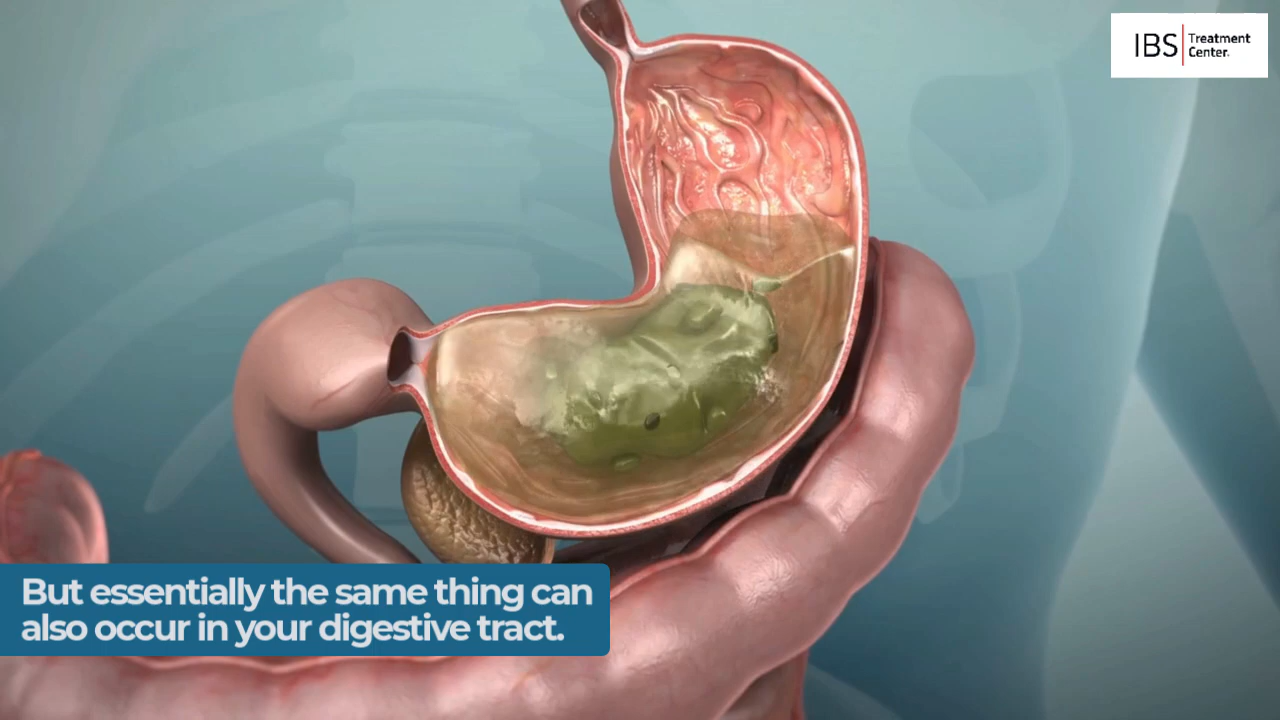 IBS Treatment
Center.
But essentially the same thing can
also occur in your digestive tract.